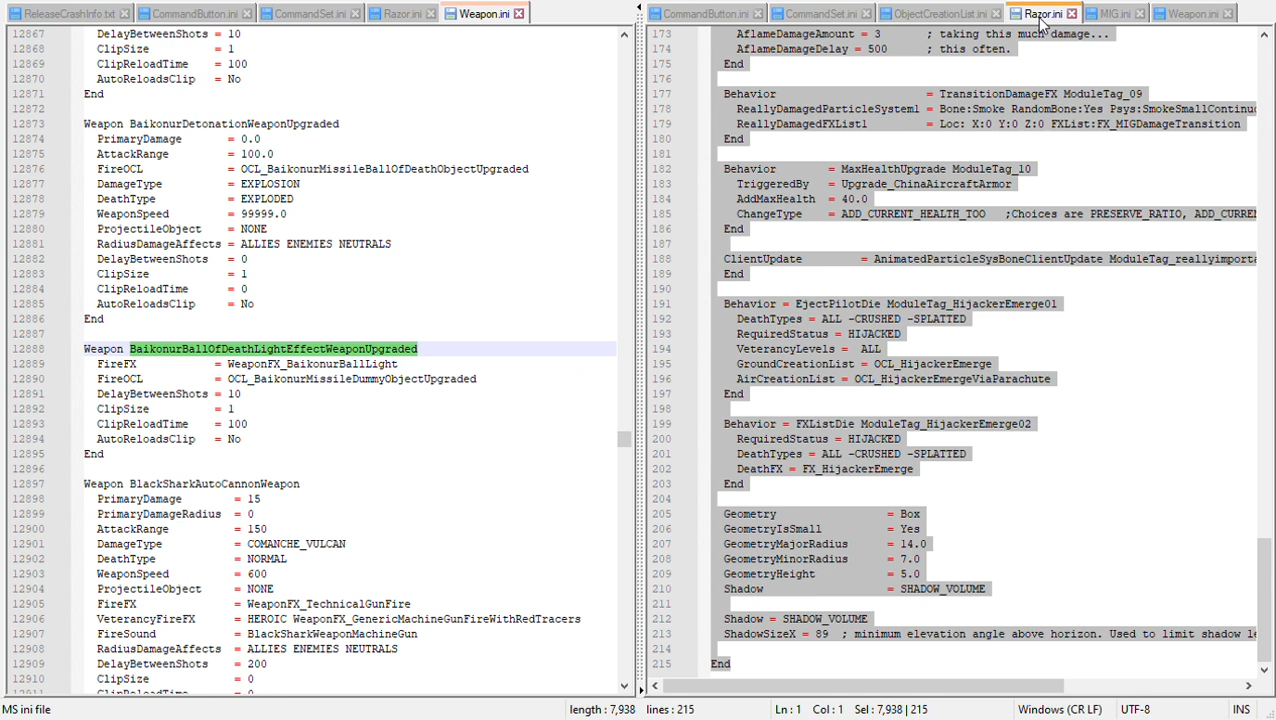 ReleaseCrashInfo.txt CommandButton.ini CommandSet.ini Razor.ini Weapon.ini
12867 DelayBetweenShots = 10
12868 ClipSize = 1
12869 ClipReloadTime = 100
12870 AutoReloadsClip = No
12871 End
12872
12873 Weapon BaikonurDetonationWeaponUpgraded
12874 PrimaryDamage = 0.0
12875 AttackRange = 100.0
12876 FireOCL = OCL_BaikonurMissileBallOfDeathObjectUpgraded
12877 DamageType = EXPLOSION
12878 DeathType = EXPLODED
12879 WeaponSpeed = 99999.0
12880 ProjectileObject = NONE
12881 RadiusDamageAffects = ALLIES ENEMIES NEUTRALS
12882 DelayBetweenShots = 0
12883 ClipSize = 1
12884 ClipReloadTime = 0
12885 AutoReloadsClip = No
12886 End
12887
12888 Weapon BaikonurBallOfDeathLightEffectWeaponUpgraded
12889 FireFX = WeaponFX_BaikonurBallLight
12890 FireOCL = OCL_BaikonurMissileDummyObjectUpgraded
12891 DelayBetweenShots = 10
12892 ClipSize = 1
12893 ClipReloadTime = 100
12894 AutoReloadsClip = No
12895 End
12896
12897 Weapon BlackSharkAutoCannonWeapon
12898 PrimaryDamage = 15
12899 PrimaryDamageRadius = 0
12900 AttackRange = 150
12901 DamageType = COMANCHE_VULCAN
12902 DeathType = NORMAL
12903 WeaponSpeed = 600
12904 ProjectileObject = NONE
12905 FireFX = WeaponFX_TechnicalGunFire
12906 VeterancyFireFX = HEROIC WeaponFX_GenericMachineGunFireWithRedTracers
12907 FireSound = BlackSharkWeaponMachineGun
12908 RadiusDamageAffects = ALLIES ENEMIES NEUTRALS
12909 DelayBetweenShots = 200
12910 ClipSize = 0
12911 ClipReloadTime = 0
CommandButton.ini CommandSet.ini ObjectCreationList.ini Razor.ini MIG.ini Weapon.ini
173 AflameDamageAmount = 3 ; taking this much damage...
174 AflameDamageDelay = 500 ; this often.
175 End
176
177 Behavior = TransitionDamageFX ModuleTag_09
178 ReallyDamagedParticleSystem1 = Bone:Smoke RandomBone:Yes PSys:SmokeSmallContinuo
179 ReallyDamagedFXList1 = Loc: X:0 Y:0 Z:0 FXList:FX_MIGDamageTransition
180 End
181
182 Behavior = MaxHealthUpgrade ModuleTag_10
183 TriggeredBy = Upgrade_ChinaAircraftArmor
184 AddMaxHealth = 40.0
185 ChangeType = ADD_CURRENT_HEALTH_TOO ;Choices are PRESERVE_RATIO, ADD_CURREN
186 End
187
188 ClientUpdate = AnimatedParticleSysBoneClientUpdate ModuleTag_reallyimporta
189 End
190
191 Behavior = EjectPilotDie ModuleTag_HijackerEmerge01
192 DeathTypes = ALL -CRUSHED -SPLATTED
193 RequiredStatus = HIJACKED
194 VeterancyLevels = ALL
195 GroundCreationList = OCL_HijackerEmerge
196 AirCreationList = OCL_HijackerEmergeViaParachute
197 End
198
199 Behavior = FXListDie ModuleTag_HijackerEmerge02
200 RequiredStatus = HIJACKED
201 DeathTypes = ALL -CRUSHED -SPLATTED
202 DeathFX = FX_HijackerEmerge
203 End
204
205 Geometry = Box
206 GeometryIsSmall = Yes
207 GeometryMajorRadius = 14.0
208 GeometryMinorRadius = 7.0
209 GeometryHeight = 5.0
210 Shadow = SHADOW_VOLUME
211
212 Shadow = SHADOW_VOLUME
213 ShadowSizeX = 89 ; minimum elevation angle above horizon. Used to limit shadow le
214
215 End
MS ini file length : 7,938 lines : 215 Ln : 1 Col : 1 Sel : 7,938 | 215 Windows (CR LF) UTF-8 INS